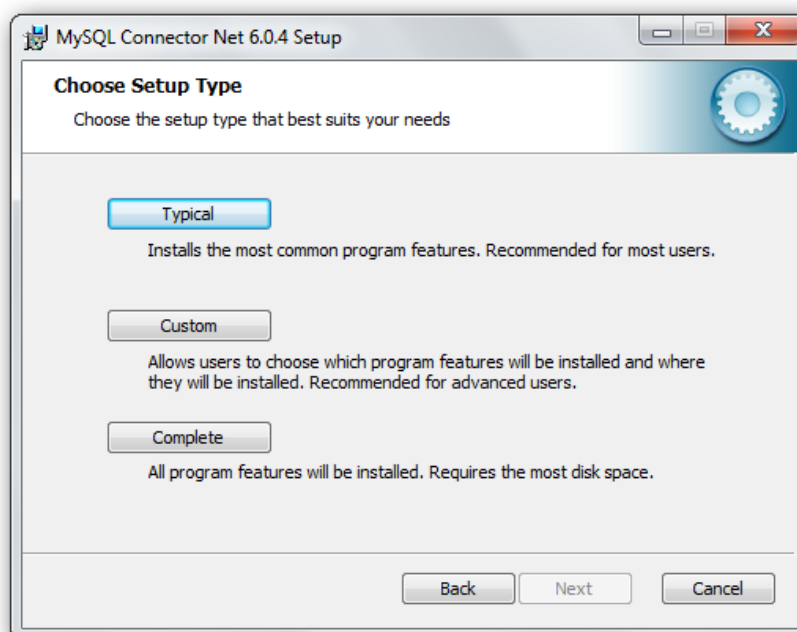 MySQL Connector Net 6.0.4 Setup
Choose Setup Type
Choose the setup type that best suits your needs
Typical
Installs the most common program features. Recommended for most users.
Custom
Allows users to choose which program features will be installed and where
they will be installed. Recommended for advanced users.
Complete
All program features will be installed. Requires the most disk space.
Back Next Cancel